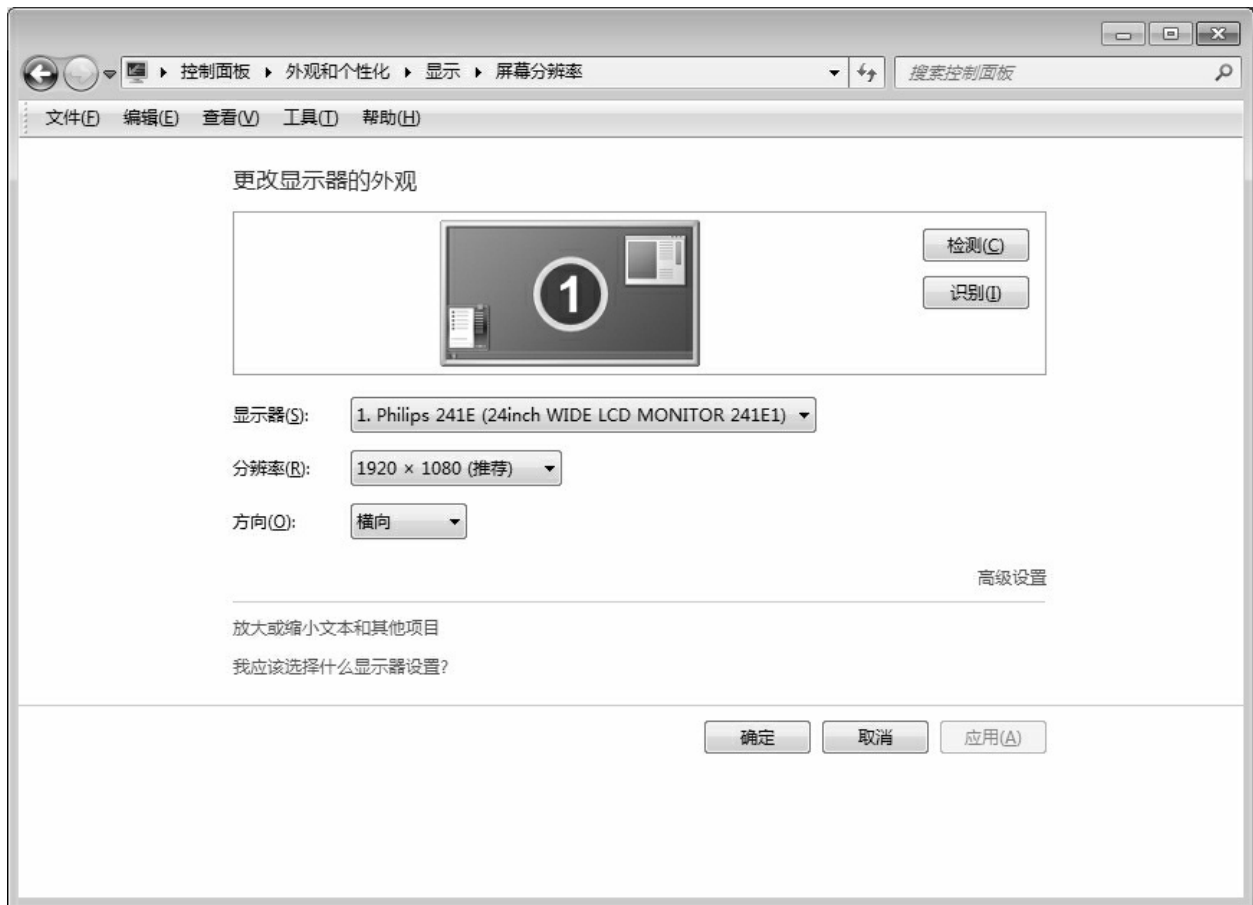 控制面板 外观和个性化 显示 屏幕分辨率 搜索控制面板
文件(F) 编辑(E) 查看(V) 工具(T) 帮助(H)
更改显示器的外观
1
检测(C)
识别(I)
显示器(S): 1. Philips 241E (24inch WIDE LCD MONITOR 241E1)
分辨率(R): 1920 × 1080 (推荐)
方向(O): 横向
高级设置
放大或缩小文本和其他项目
我应该选择什么显示器设置?
确定 取消 应用(A)